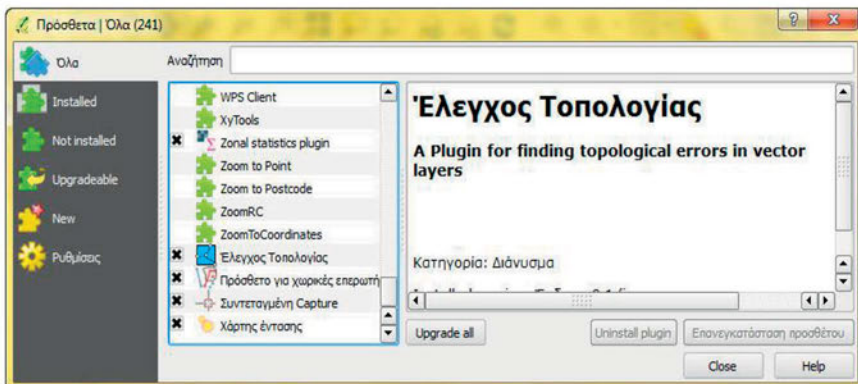 Πρόσθετα | Όλα (241)
Όλα
Installed
Not installed
Upgradeable
New
Ρυθμίσεις
Αναζήτηση
WPS Client
XyTools
Zonal statistics plugin
Zoom to Point
Zoom to Postcode
ZoomRC
ZoomToCoordinates
Έλεγχος Τοπολογίας
Πρόσθετο για χωρικές επερωτή
Συντεταγμένη Capture
Χάρτης έντασης
Έλεγχος Τοπολογίας
A Plugin for finding topological errors in vector
layers
Κατηγορία: Διάνυσμα
Upgrade all
Uninstall plugin
Επανεγκατάσταση προσθέτου
Close
Help